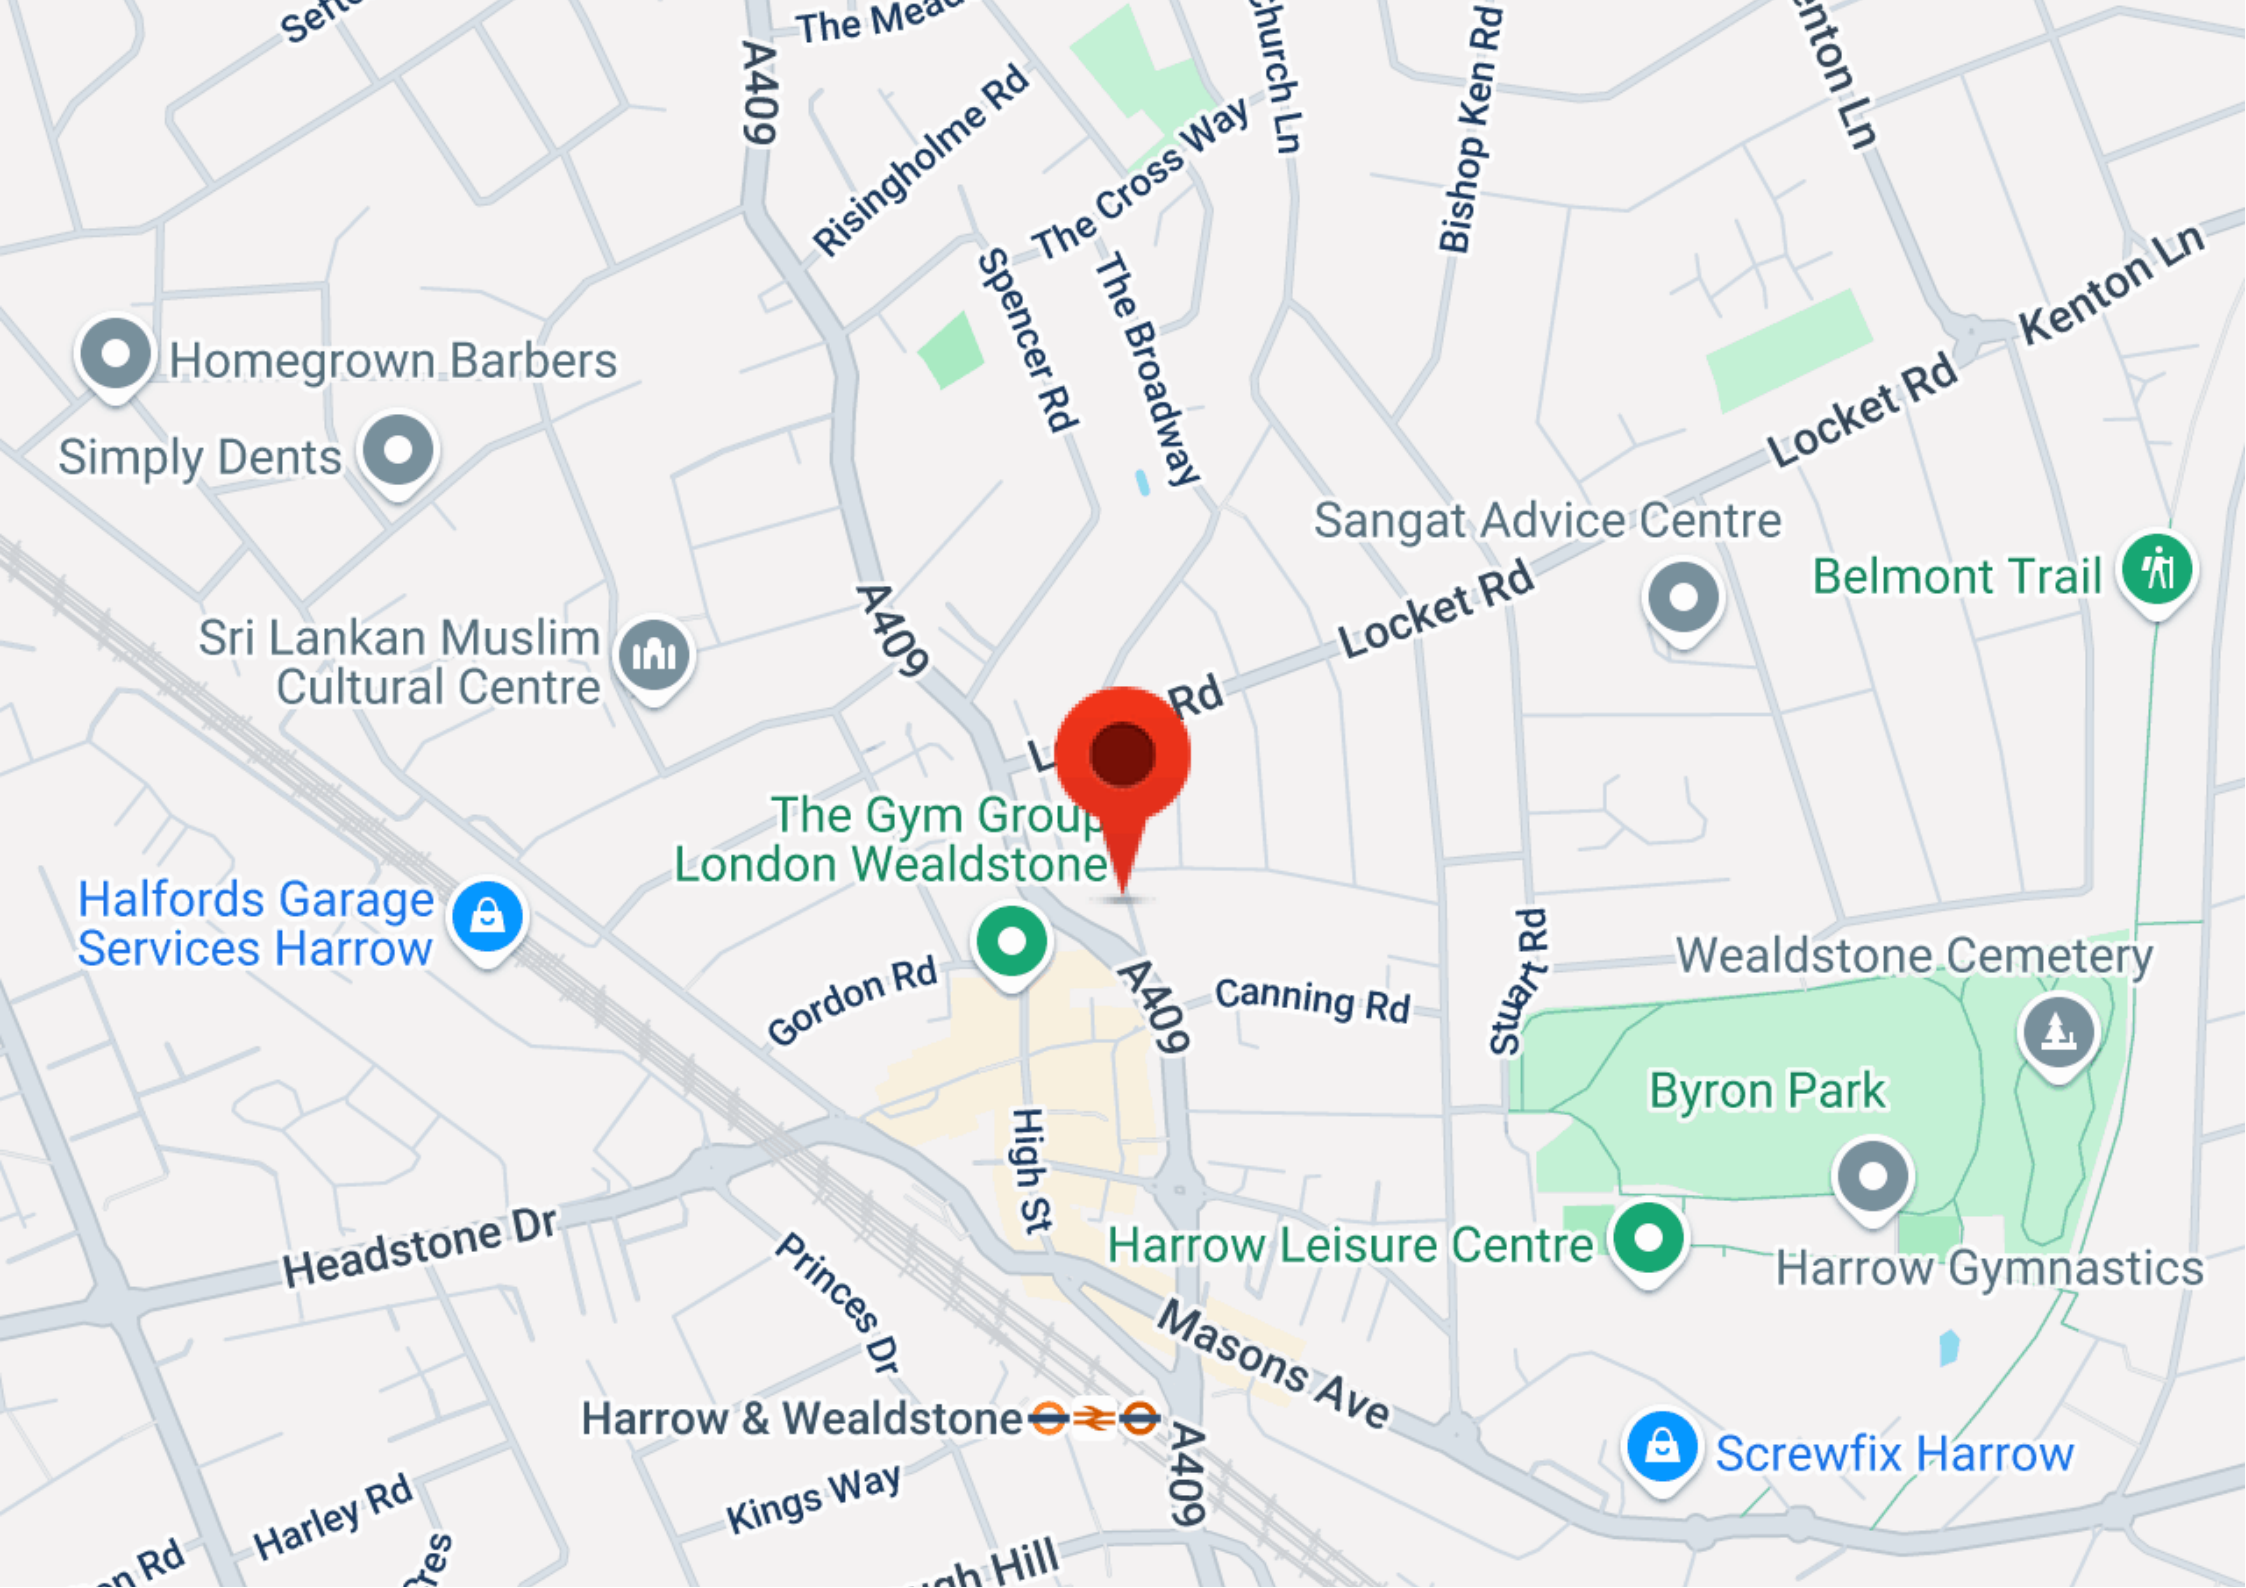 The Mead
A409
Risingholme Rd
The Cross Way
Church Ln
Bishop Ken Rd
Kenton Ln
Spencer Rd
The Broadway
Homegrown Barbers
Simply Dents
Locket Rd
Sangat Advice Centre
Belmont Trail
Locket Rd
A409
Sri Lankan Muslim
Cultural Centre
Rd
The Gym Group
London Wealdstone
Halfords Garage
Services Harrow
Gordon Rd
A409
Canning Rd
Stuart Rd
Wealdstone Cemetery
Byron Park
High St
Headstone Dr
Princes Dr
Harrow Leisure Centre
Harrow Gymnastics
Masons Ave
Harrow & Wealdstone
A409
Screwfix Harrow
Kings Way
Harley Rd
Rd
Hill